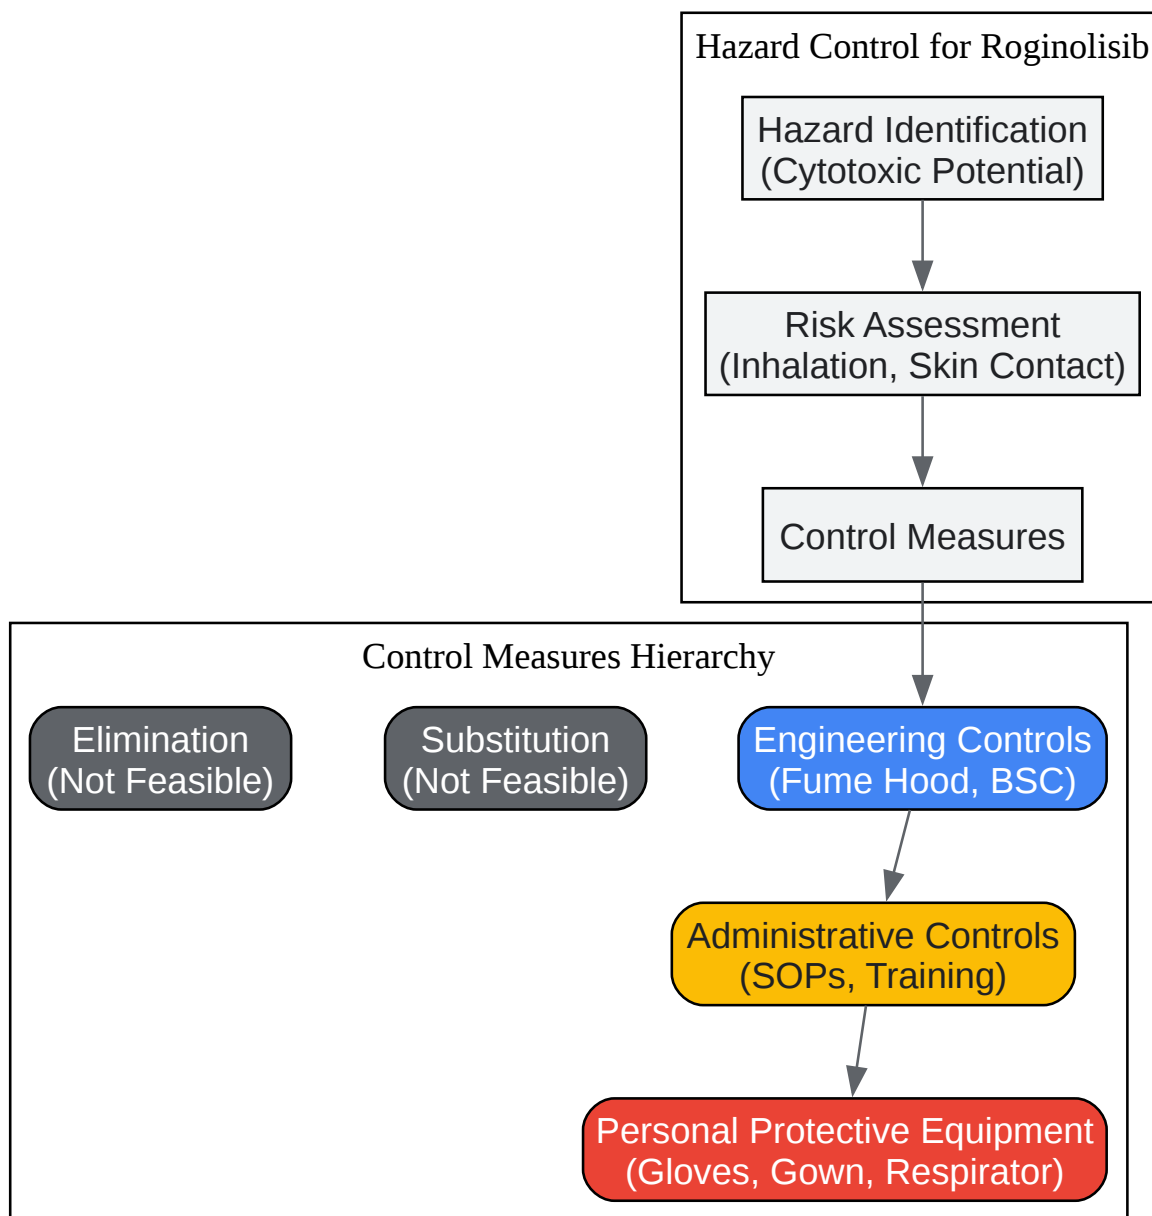 Hazard Control for Roginolisib
Hazard Identification
(Cytotoxic Potential)
Risk Assessment
(Inhalation, Skin Contact)
Control Measures
Control Measures Hierarchy
Elimination
(Not Feasible)
Substitution
(Not Feasible)
Engineering Controls
(Fume Hood, BSC)
Administrative Controls
(SOPs, Training)
Personal Protective Equipment
(Gloves, Gown, Respirator)